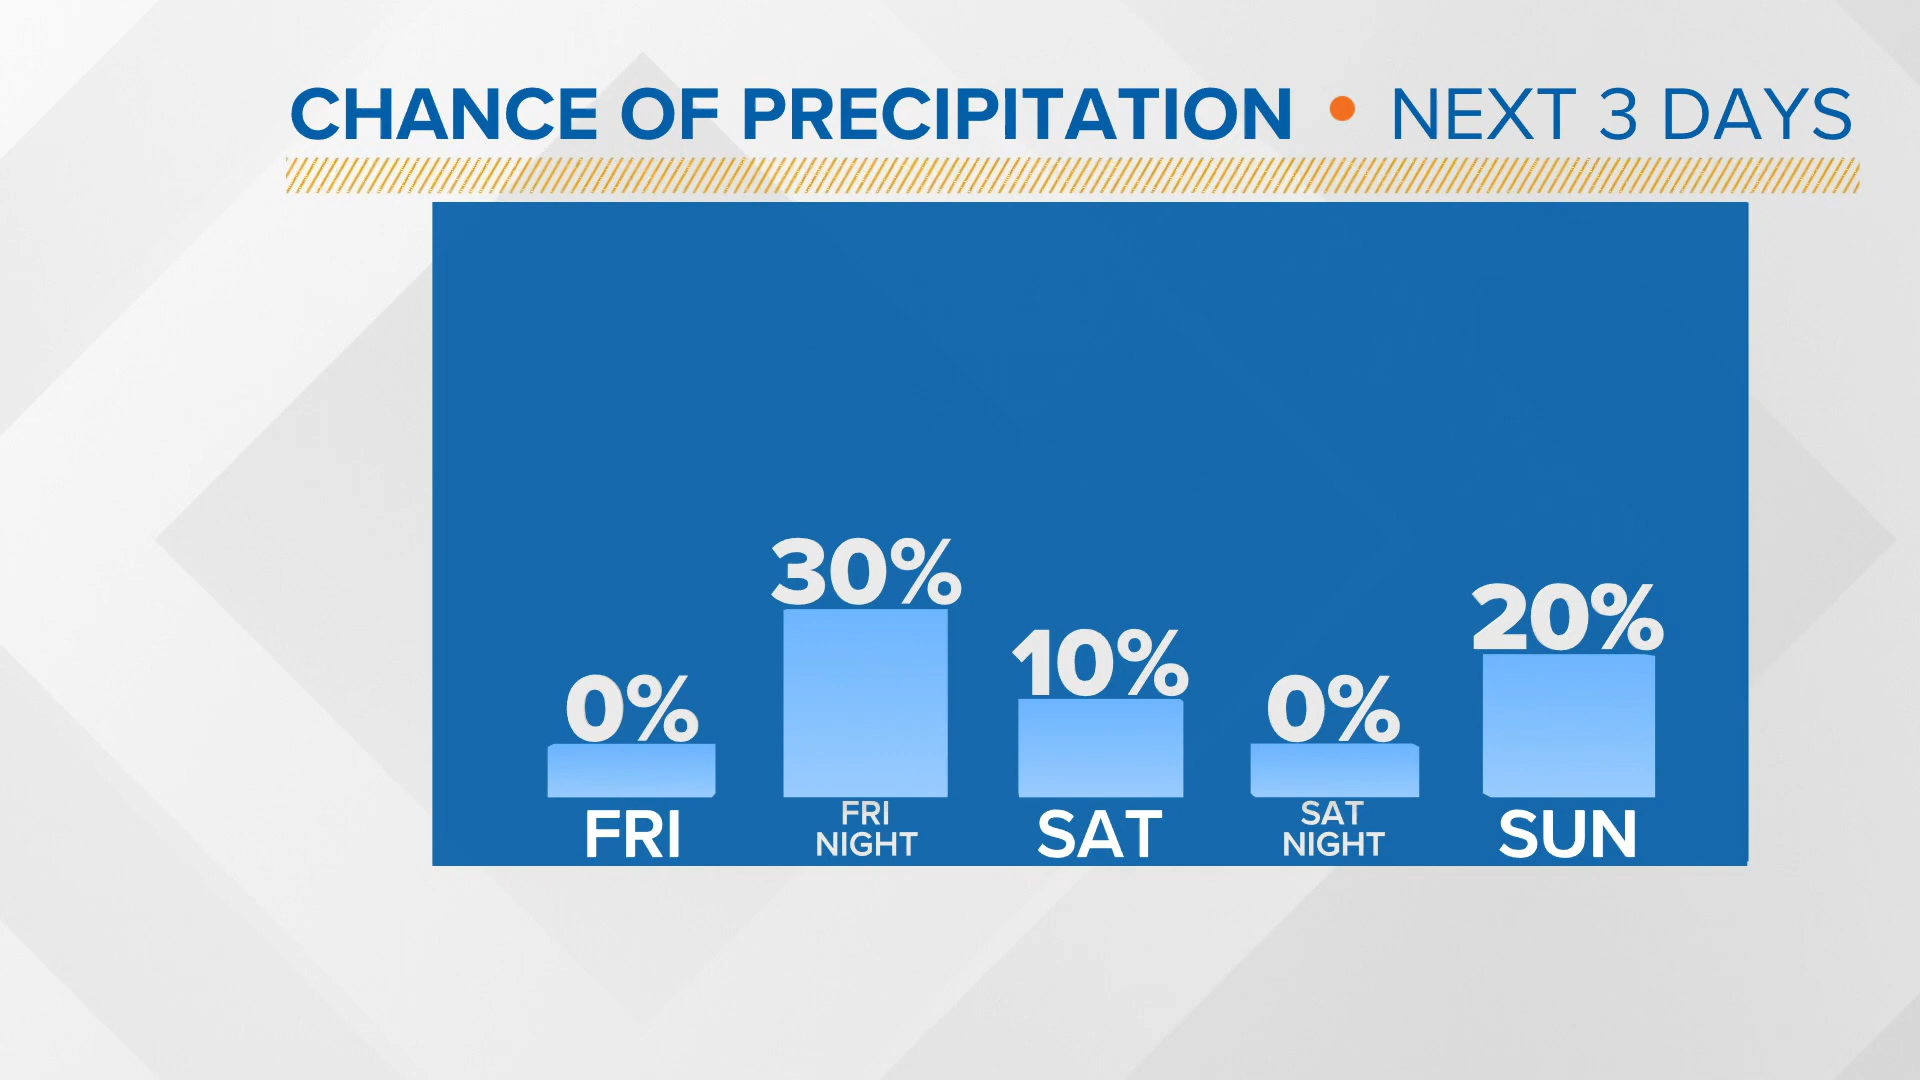 CHANCE OF PRECIPITATION • NEXT 3 DAYS
0%
30%
10%
0%
20%
FRI
FRI
NIGHT
SAT
SAT
NIGHT
SUN